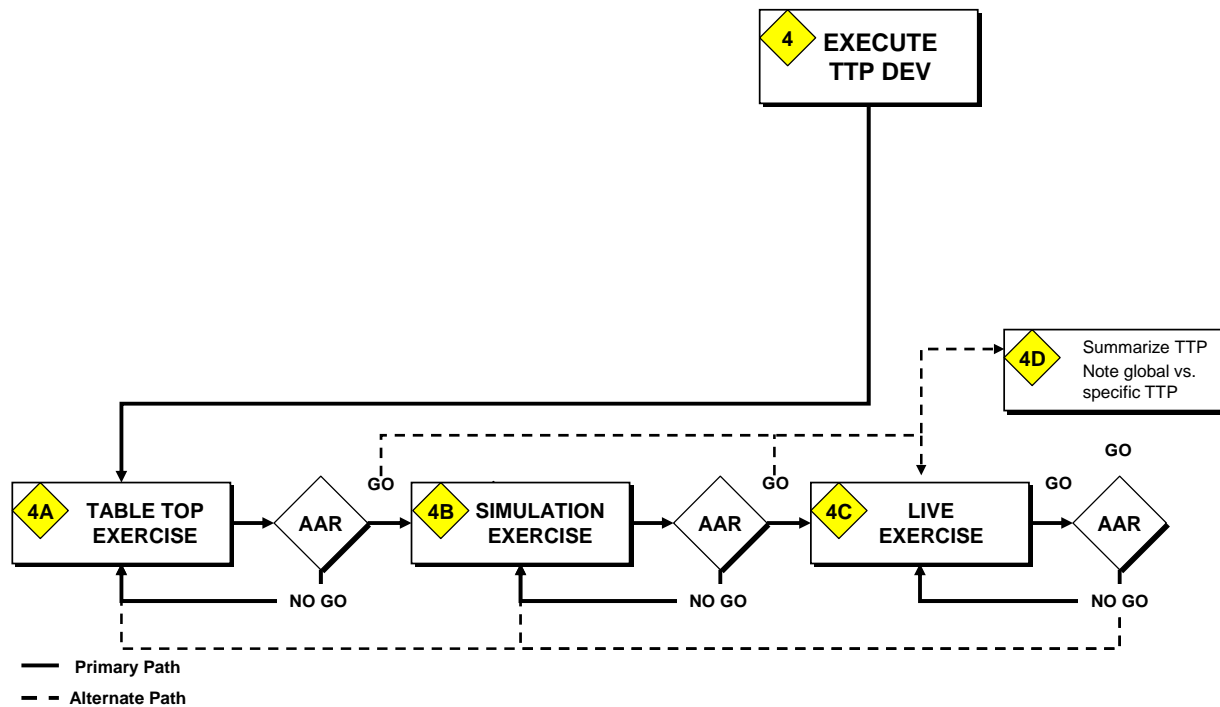 4
EXECUTE
TTP DEV
4D
Summarize TTP
Note global vs.
specific TTP
GO
GO
GO
GO
4A
TABLE TOP
EXERCISE
AAR
4B
SIMULATION
EXERCISE
AAR
4C
LIVE
EXERCISE
AAR
NO GO
NO GO
NO GO
Primary Path
Alternate Path